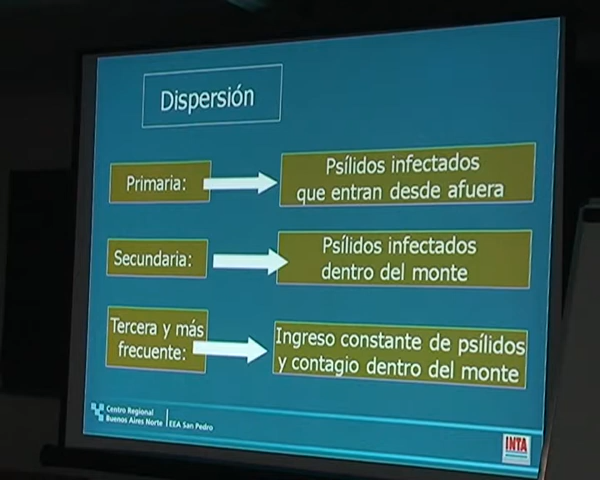 Dispersión
Primaria:
Psílidos infectados
que entran desde afuera
Secundaria:
Psílidos infectados
dentro del monte
Tercera y más
frecuente:
Ingreso constante de psílidos
y contagio dentro del monte
Centro Regional
Buenos Aires Norte
EEA San Pedro
INTA